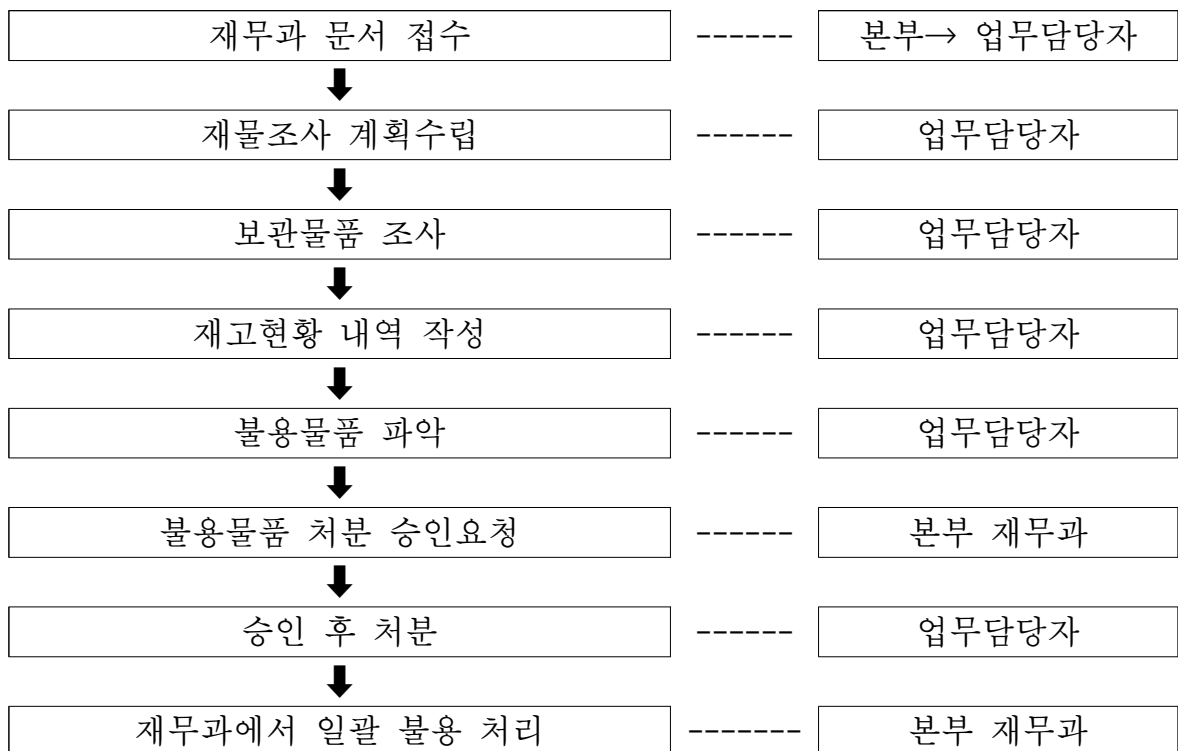 재무과 문서 접수 ------ 본부→ 업무담당자
재물조사 계획수립 ------ 업무담당자
보관물품 조사 ------ 업무담당자
재고현황 내역 작성 ------ 업무담당자
불용물품 파악 ------ 업무담당자
불용물품 처분 승인요청 ------ 본부 재무과
승인 후 처분 ------ 업무담당자
재무과에서 일괄 불용 처리 ------- 본부 재무과